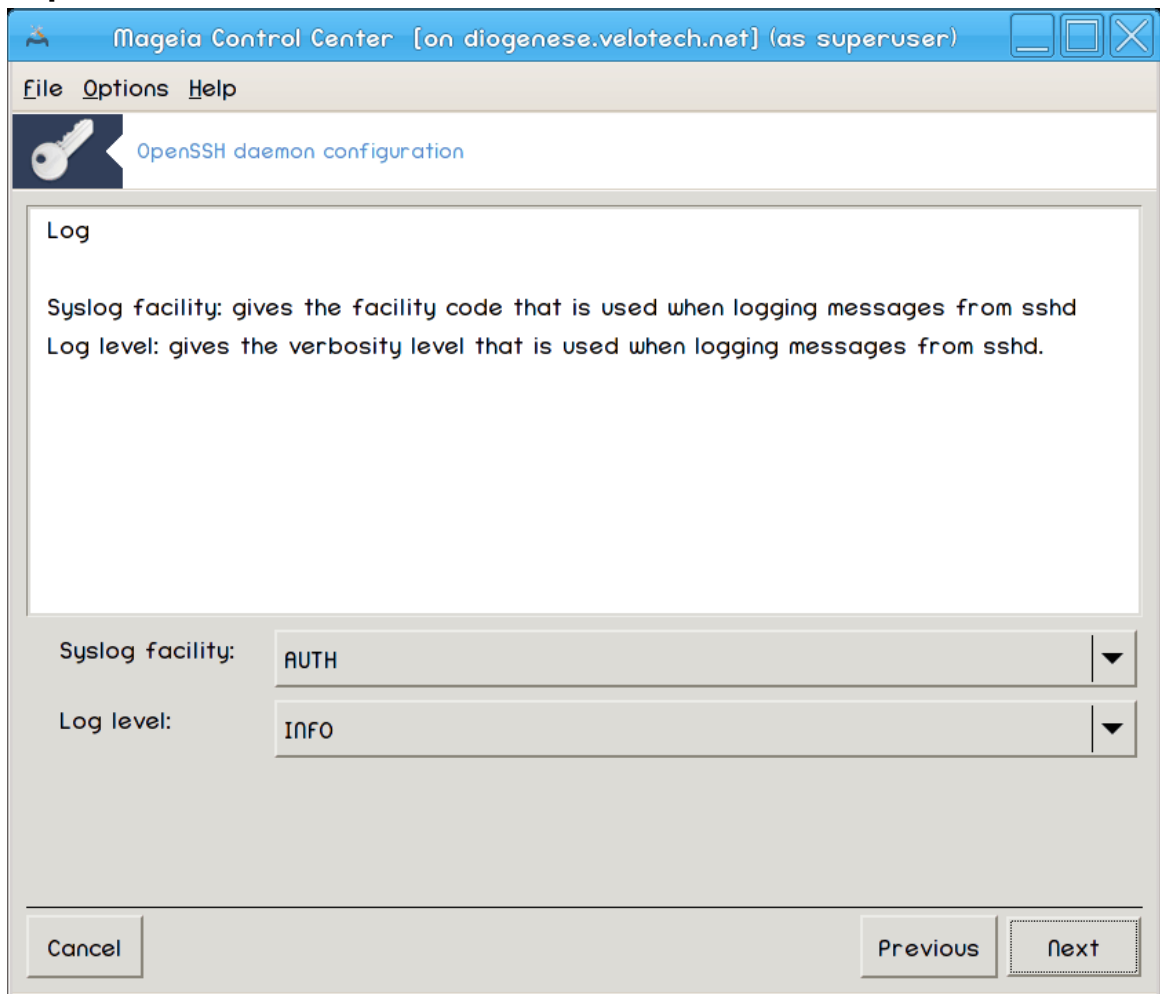 Mageia Control Center [on diogenese.velotech.net] (as superuser)
File Options Help
OpenSSH daemon configuration
Log
Syslog facility: gives the facility code that is used when logging messages from sshd
Log level: gives the verbosity level that is used when logging messages from sshd.
Syslog facility: AUTH
Log level: INFO
Cancel Previous Next